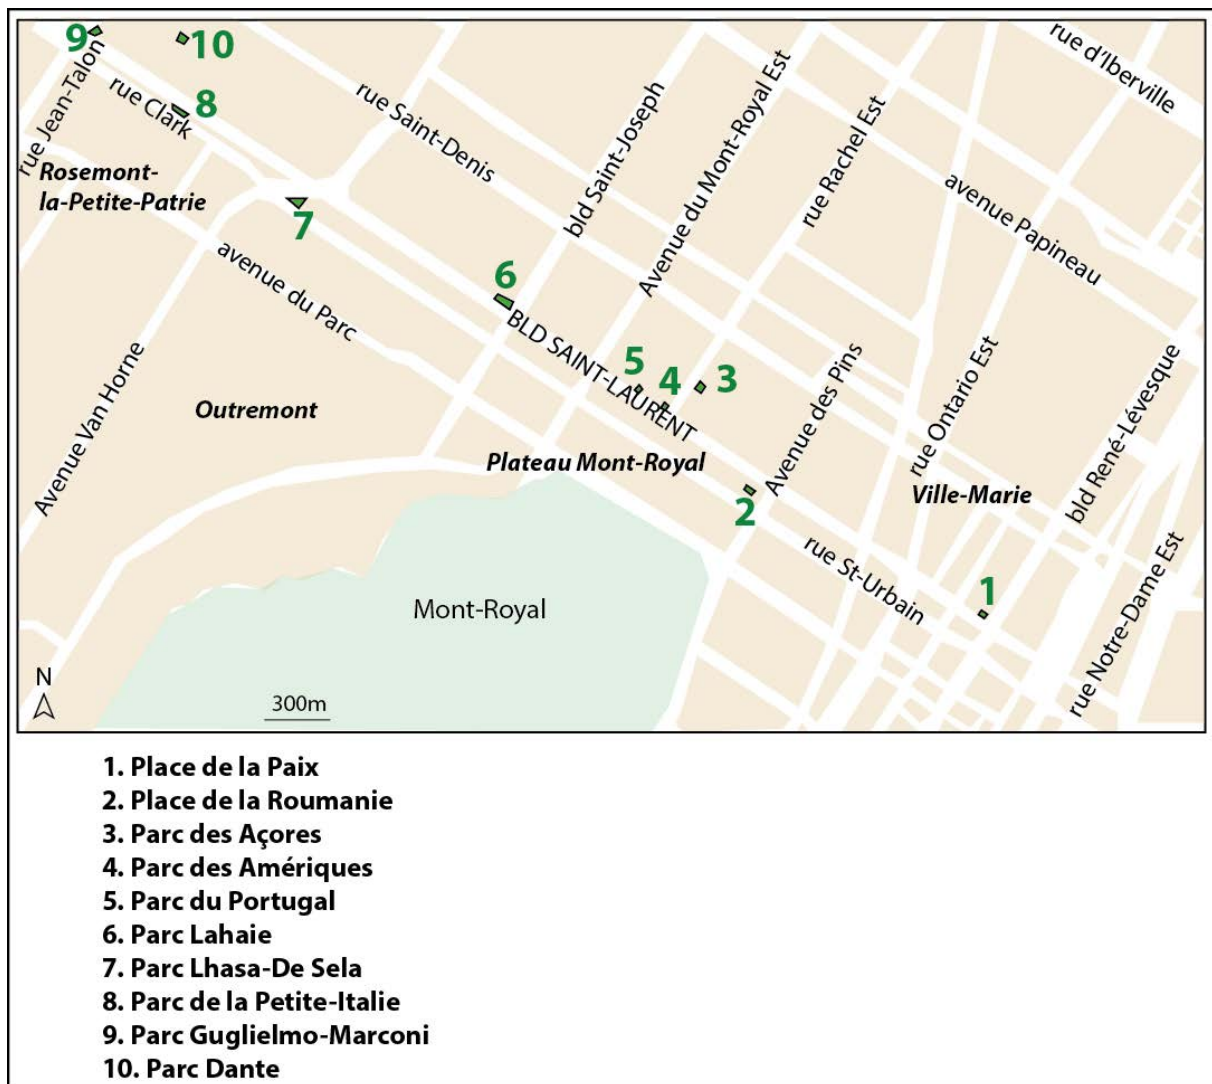 9
10
rue d'Iberville
rue Jean-Talon
rue Clark
8
rue Saint-Denis
bld Saint-Joseph
Avenue du Mont-Royal Est
rue Rachel Est
Rosemont-
la-Petite-Patrie
7
avenue Papineau
avenue du Parc
6
BLD SAINT-LAURENT
5
4
3
Avenue des Pins
rue Ontario Est
bld René-Lévesque
Avenue Van Horne
Outremont
Plateau Mont-Royal
2
Ville-Marie
rue St-Urbain
1
rue Notre-Dame Est
Mont-Royal
N
300m
1. Place de la Paix
2. Place de la Roumanie
3. Parc des Açores
4. Parc des Amériques
5. Parc du Portugal
6. Parc Lahaie
7. Parc Lhasa-De Sela
8. Parc de la Petite-Italie
9. Parc Guglielmo-Marconi
10. Parc Dante